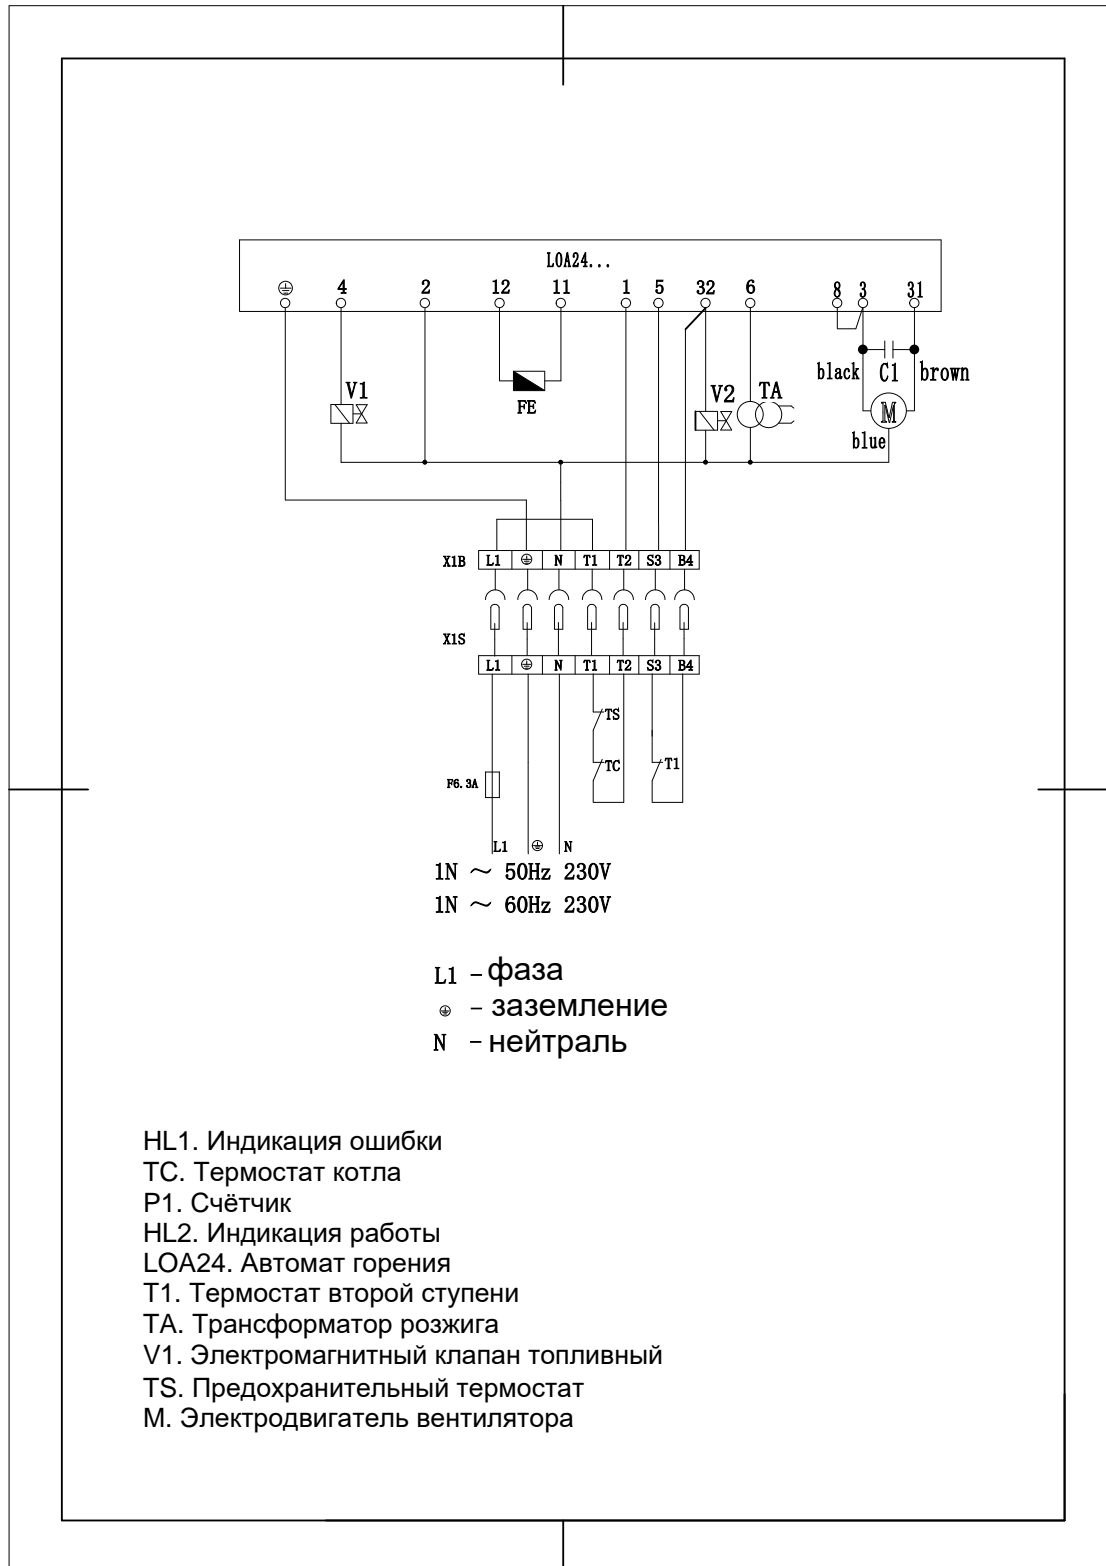 LOA24...
4 2 12 11 1 5 32 6 8 3 31
V1
FE
V2 TA
black C1 brown
M
blue
X1B L1 N T1 T2 S3 B4
X1S
L1 N T1 T2 S3 B4
TS
TC T1
F6.3A
L1 N
1N ~ 50Hz 230V
1N ~ 60Hz 230V
L1 - фаза
- заземление
N - нейтраль
HL1. Индикация ошибки
TC. Термостат котла
P1. Счётчик
HL2. Индикация работы
LOA24. Автомат горения
T1. Термостат второй ступени
TA. Трансформатор розжига
V1. Электромагнитный клапан топливный
TS. Предохранительный термостат
M. Электродвигатель вентилятора